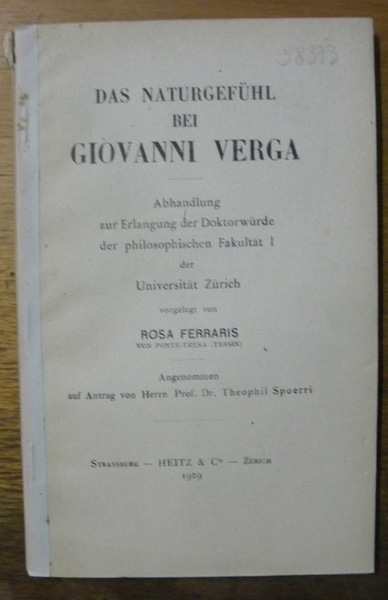 58393
DAS NATURGEFÜHL
BEI
GIOVANNI VERGA
Abhandlung
zur Erlangung der Doktorwürde
der philosophischen Fakultät I
der
Universität Zürich
vorgelegt von
ROSA FERRARIS
VON PONTE-TRESA (TESSIN)
Angenommen
auf Antrag von Herrn Prof. Dr. Theophil Spoerri
STRASSBURG — HEITZ & Cie — ZÜRICH
1929